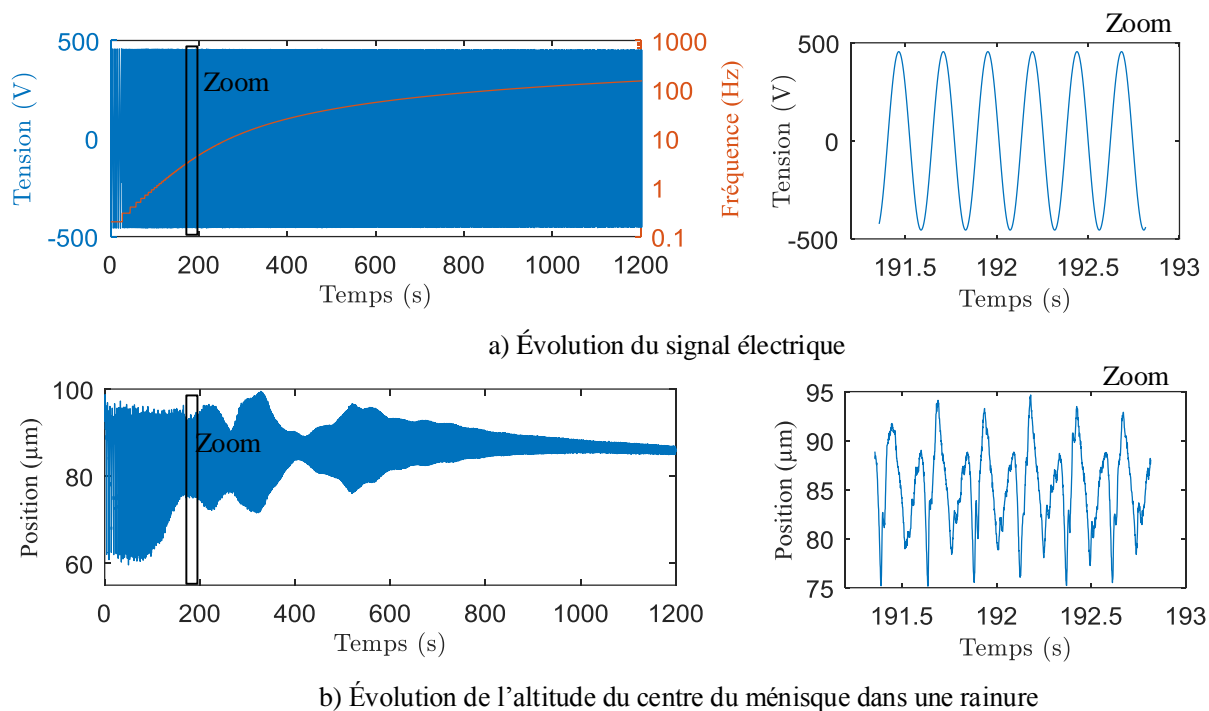 Zoom
500
0
-500
Tension (V)
Zoom
1000
100
10
1
0.1
Fréquence (Hz)
0 200 400 600 800 1000 1200
Temps (s)
500
0
-500
Tension (V)
191.5 192 192.5 193
Temps (s)
a) Évolution du signal électrique
Zoom
100
80
60
Position (μm)
Zoom
0 200 400 600 800 1000 1200
Temps (s)
95
90
85
80
75
Position (μm)
191.5 192 192.5 193
Temps (s)
b) Évolution de l'altitude du centre du ménisque dans une rainure